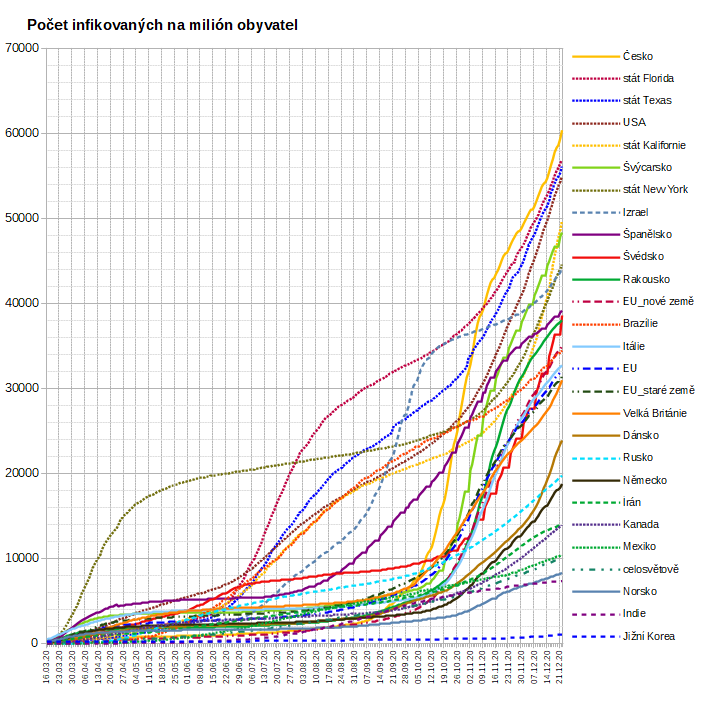 Počet infikovaných na milión obyvatel
70000
60000
50000
40000
30000
20000
10000
0
Česko
stát Florida
stát Texas
USA
stát Kalifornie
Švýcarsko
stát New York
Izrael
Španělsko
Švédsko
Rakousko
EU_nové země
Brazílie
Itálie
EU
EU_staré země
Velká Británie
Dánsko
Rusko
Německo
Irán
Kanada
Mexiko
celosvětově
Norsko
Indie
Jižní Korea
16.03.20
23.03.20
30.03.20
06.04.20
13.04.20
20.04.20
27.04.20
04.05.20
11.05.20
18.05.20
25.05.20
01.06.20
08.06.20
15.06.20
22.06.20
29.06.20
06.07.20
13.07.20
20.07.20
27.07.20
03.08.20
10.08.20
17.08.20
24.08.20
31.08.20
07.09.20
14.09.20
21.09.20
28.09.20
05.10.20
12.10.20
19.10.20
26.10.20
02.11.20
09.11.20
16.11.20
23.11.20
30.11.20
07.12.20
14.12.20
21.12.20